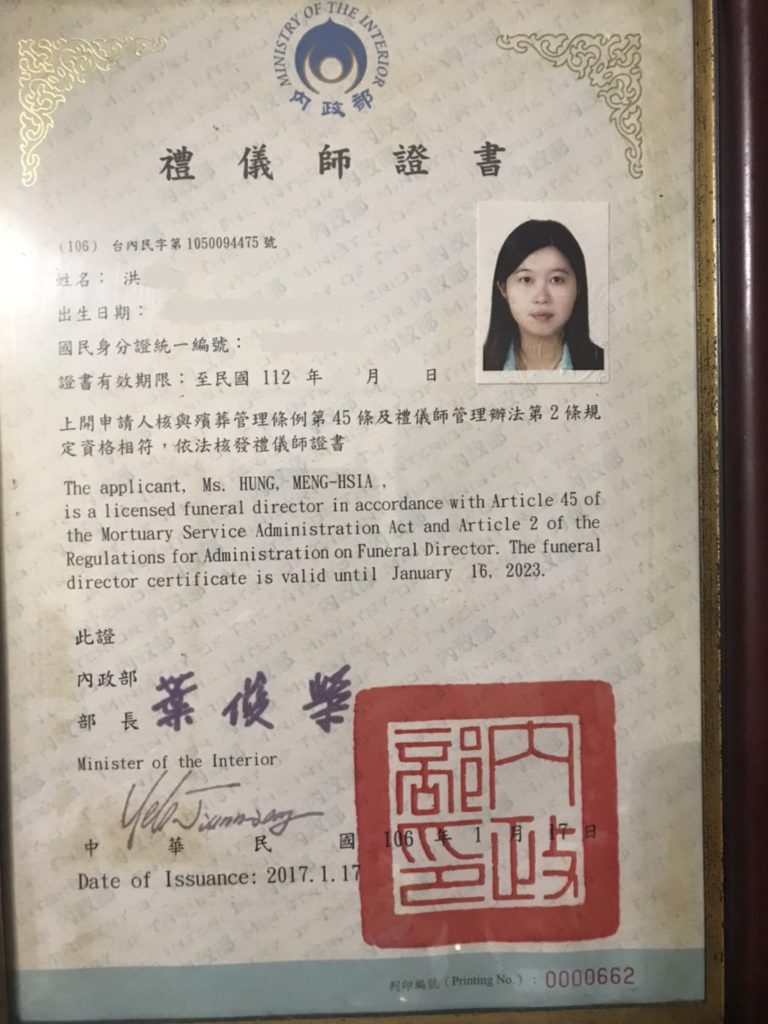 MINISTRY OF THE INTERIOR
內政部
禮儀師證書
(106) 台內民字第1050094475號
姓名：洪
出生日期：
國民身分證統一編號：
證書有效期限：至民國 112 年 月 日
上開申請人核與殯葬管理條例第45條及禮儀師管理辦法第2條規
定資格相符，依法核發禮儀師證書
The applicant, Ms. HUNG, MENG-HSIA ,
is a licensed funeral director in accordance with Article 45 of
the Mortuary Service Administration Act and Article 2 of the
Regulations for Administration on Funeral Director. The funeral
director certificate is valid until January 16, 2023.
此證
內政部
部長 葉俊榮
Minister of the Interior
Yeh Jiunn-rong
中華民國 106 年 1 月 17 日
內政部印
Date of Issuance: 2017.1.17
列印編號（Printing No.）：0000662